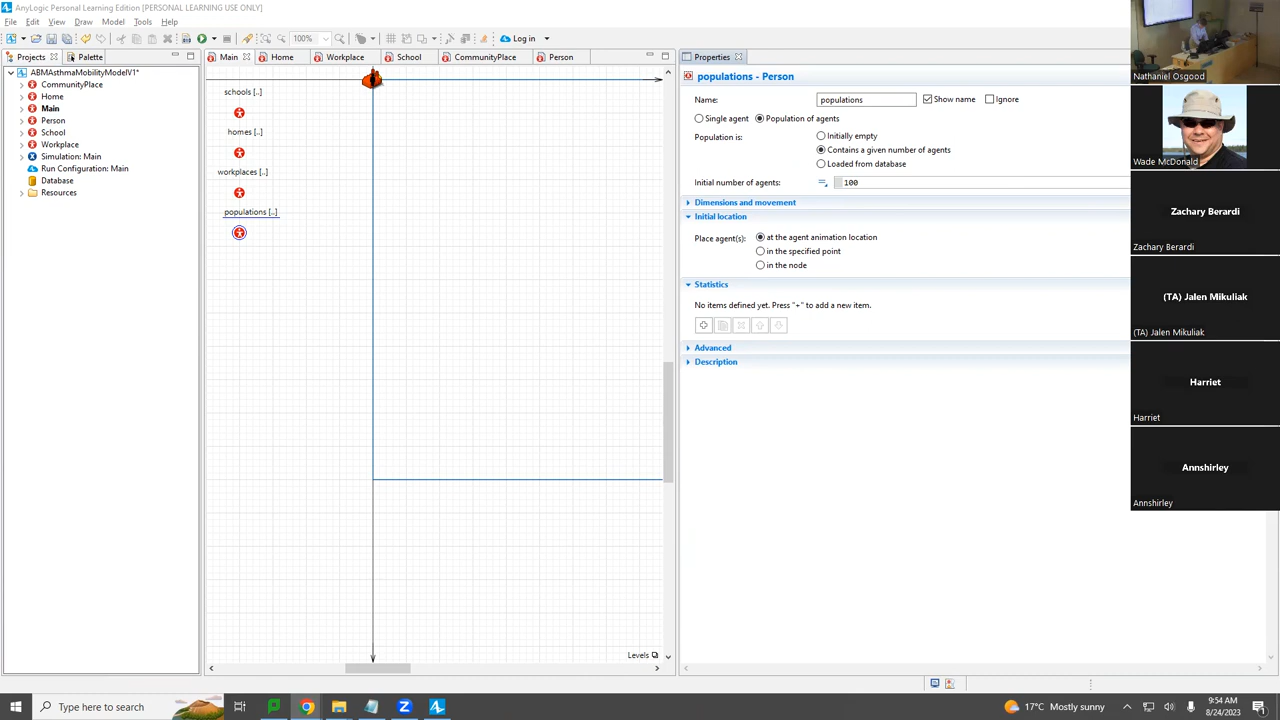 AnyLogic Personal Learning Edition [PERSONAL LEARNING USE ONLY]
File Edit View Draw Model Tools Help
100% Log in
Projects Palette Main Home Workplace School CommunityPlace Person Properties
ABMAsthmaMobilityModelV1*
CommunityPlace
Home
Main
Person
School
Workplace
Simulation: Main
Run Configuration: Main
Database
Resources
schools [..]
homes [..]
workplaces [..]
populations [..]
Levels
populations - Person
Name: populations Show name Ignore
Single agent Population of agents
Population is: Initially empty
Contains a given number of agents
Loaded from database
Initial number of agents: 100
Dimensions and movement
Initial location
Place agent(s): at the agent animation location
in the specified point
in the node
Statistics
No items defined yet. Press "+" to add a new item.
Advanced
Description
Nathaniel Osgood
Wade McDonald
Zachary Berardi
Zachary Berardi
(TA) Jalen Mikuliak
(TA) Jalen Mikuliak
Harriet
Harriet
Annshirley
Annshirley
Type here to search
17°C Mostly sunny
9:54 AM
8/24/2023
1